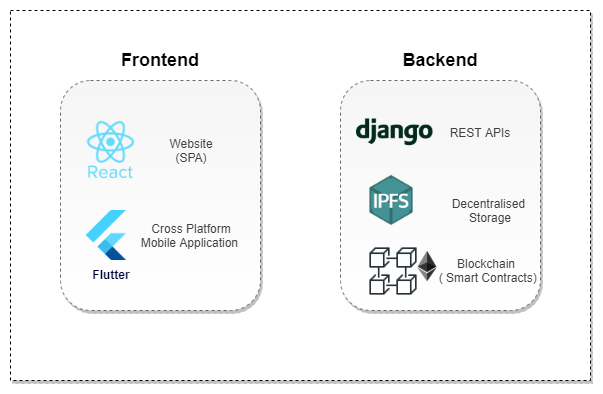 Frontend
React
Website
(SPA)
Flutter
Cross Platform
Mobile Application
Backend
django
REST APIs
IPFS
Decentralised
Storage
Blockchain
( Smart Contracts)